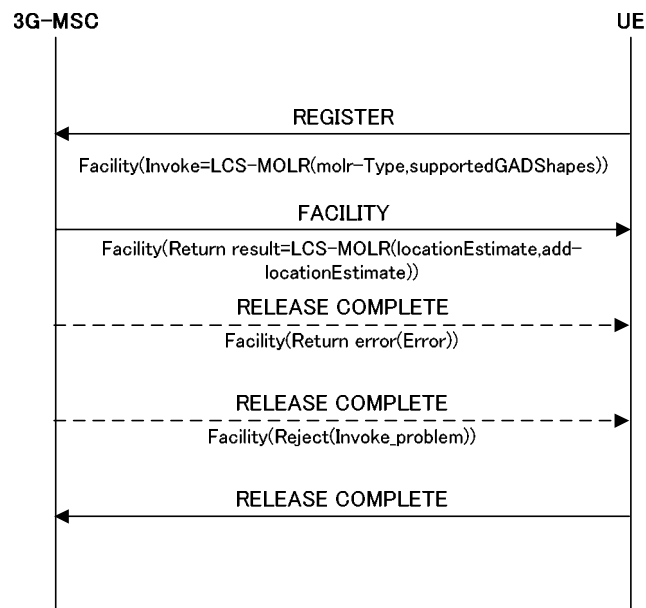 3G-MSC UE
REGISTER
Facility(Invoke=LCS-MOLR(molr-Type,supportedGADShapes))
FACILITY
Facility(Return result=LCS-MOLR(locationEstimate,add-
locationEstimate))
RELEASE COMPLETE
Facility(Return error(Error))
RELEASE COMPLETE
Facility(Reject(Invoke_problem))
RELEASE COMPLETE